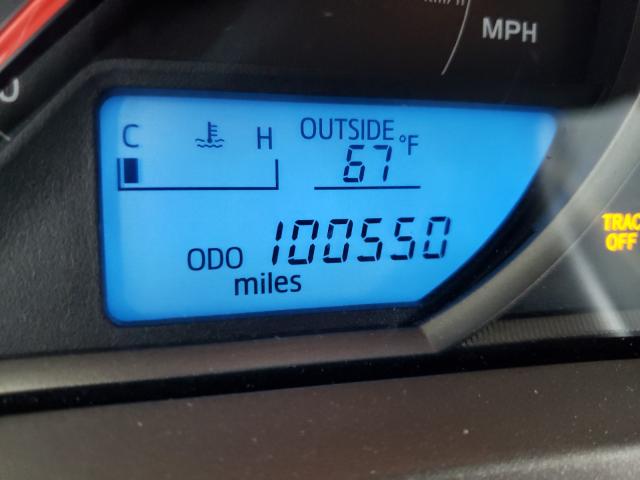 MPH
C H OUTSIDE
67 °F
ODO 100550
miles
TRAC
OFF